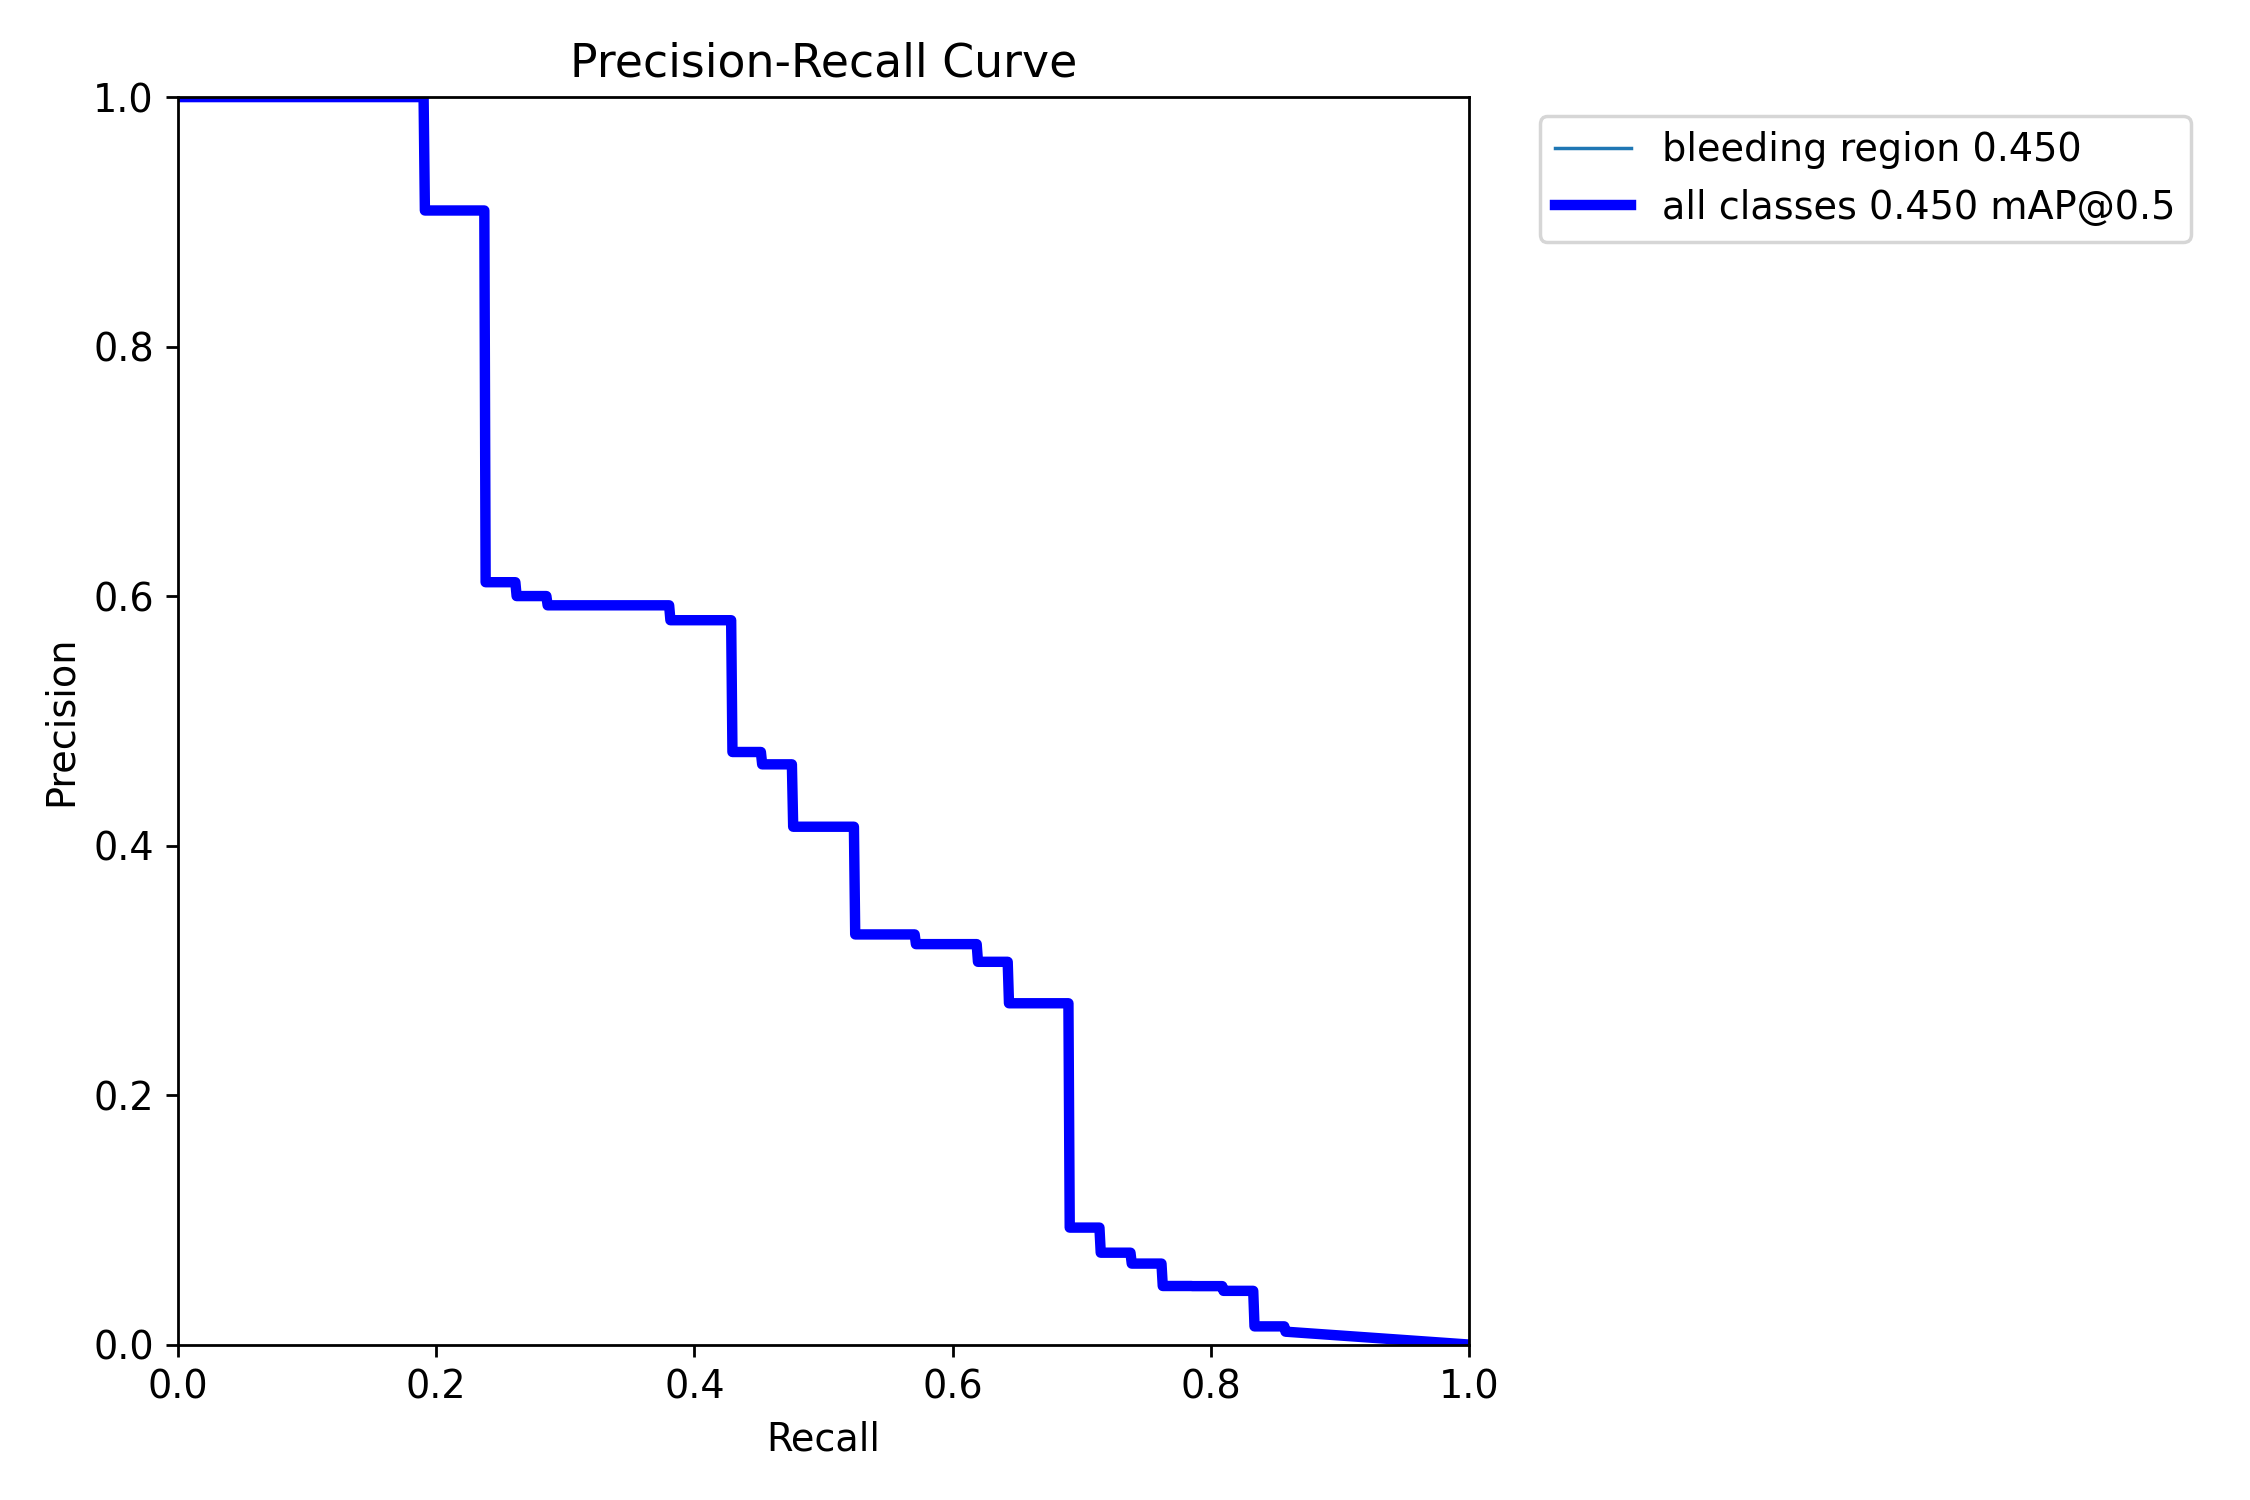 Precision-Recall Curve
1.0
0.8
0.6
0.4
0.2
0.0
Precision
0.0 0.2 0.4 0.6 0.8 1.0
Recall
bleeding region 0.450
all classes 0.450 mAP@0.5